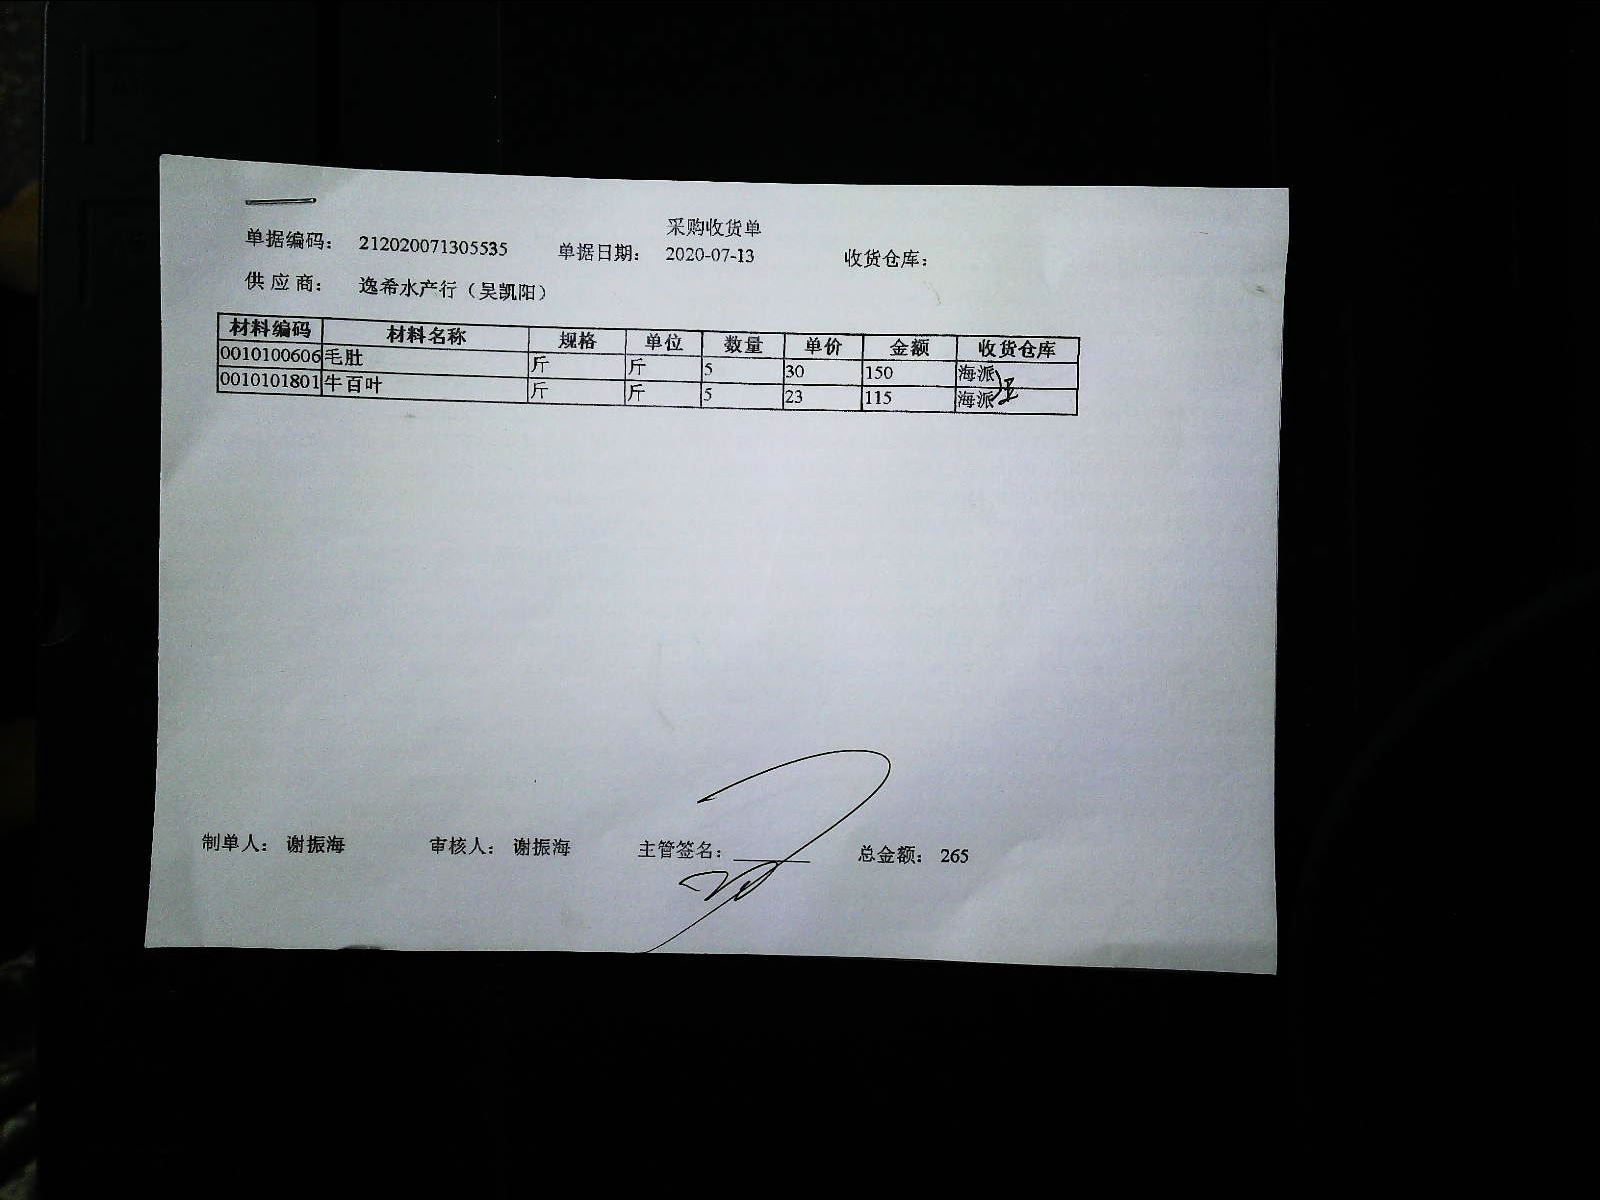 采购收货单
单据编码： 212020071305535 单据日期： 2020-07-13 收货仓库：
供 应 商： 逸希水产行（吴凯阳）
材料编码 材料名称 规格 单位 数量 单价 金额 收货仓库
0010100606 毛肚 斤 斤 5 30 150 海派
0010101801 牛百叶 斤 斤 5 23 115 海派
制单人： 谢振海 审核人： 谢振海 主管签名： 总金额： 265